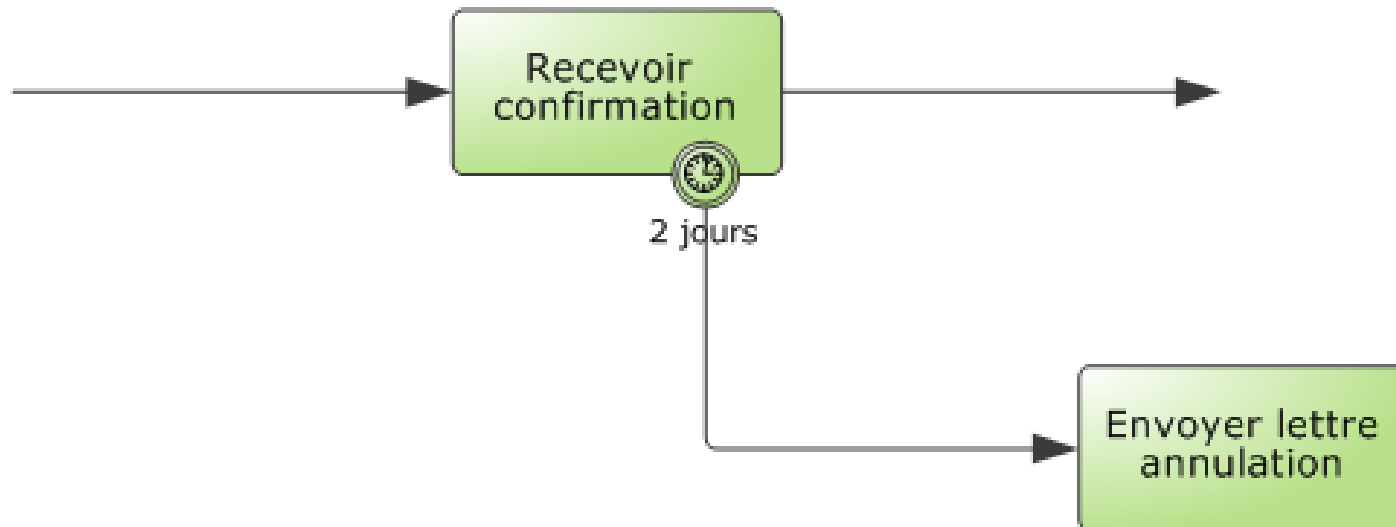 Recevoir
confirmation
2 jours
Envoyer lettre
annulation